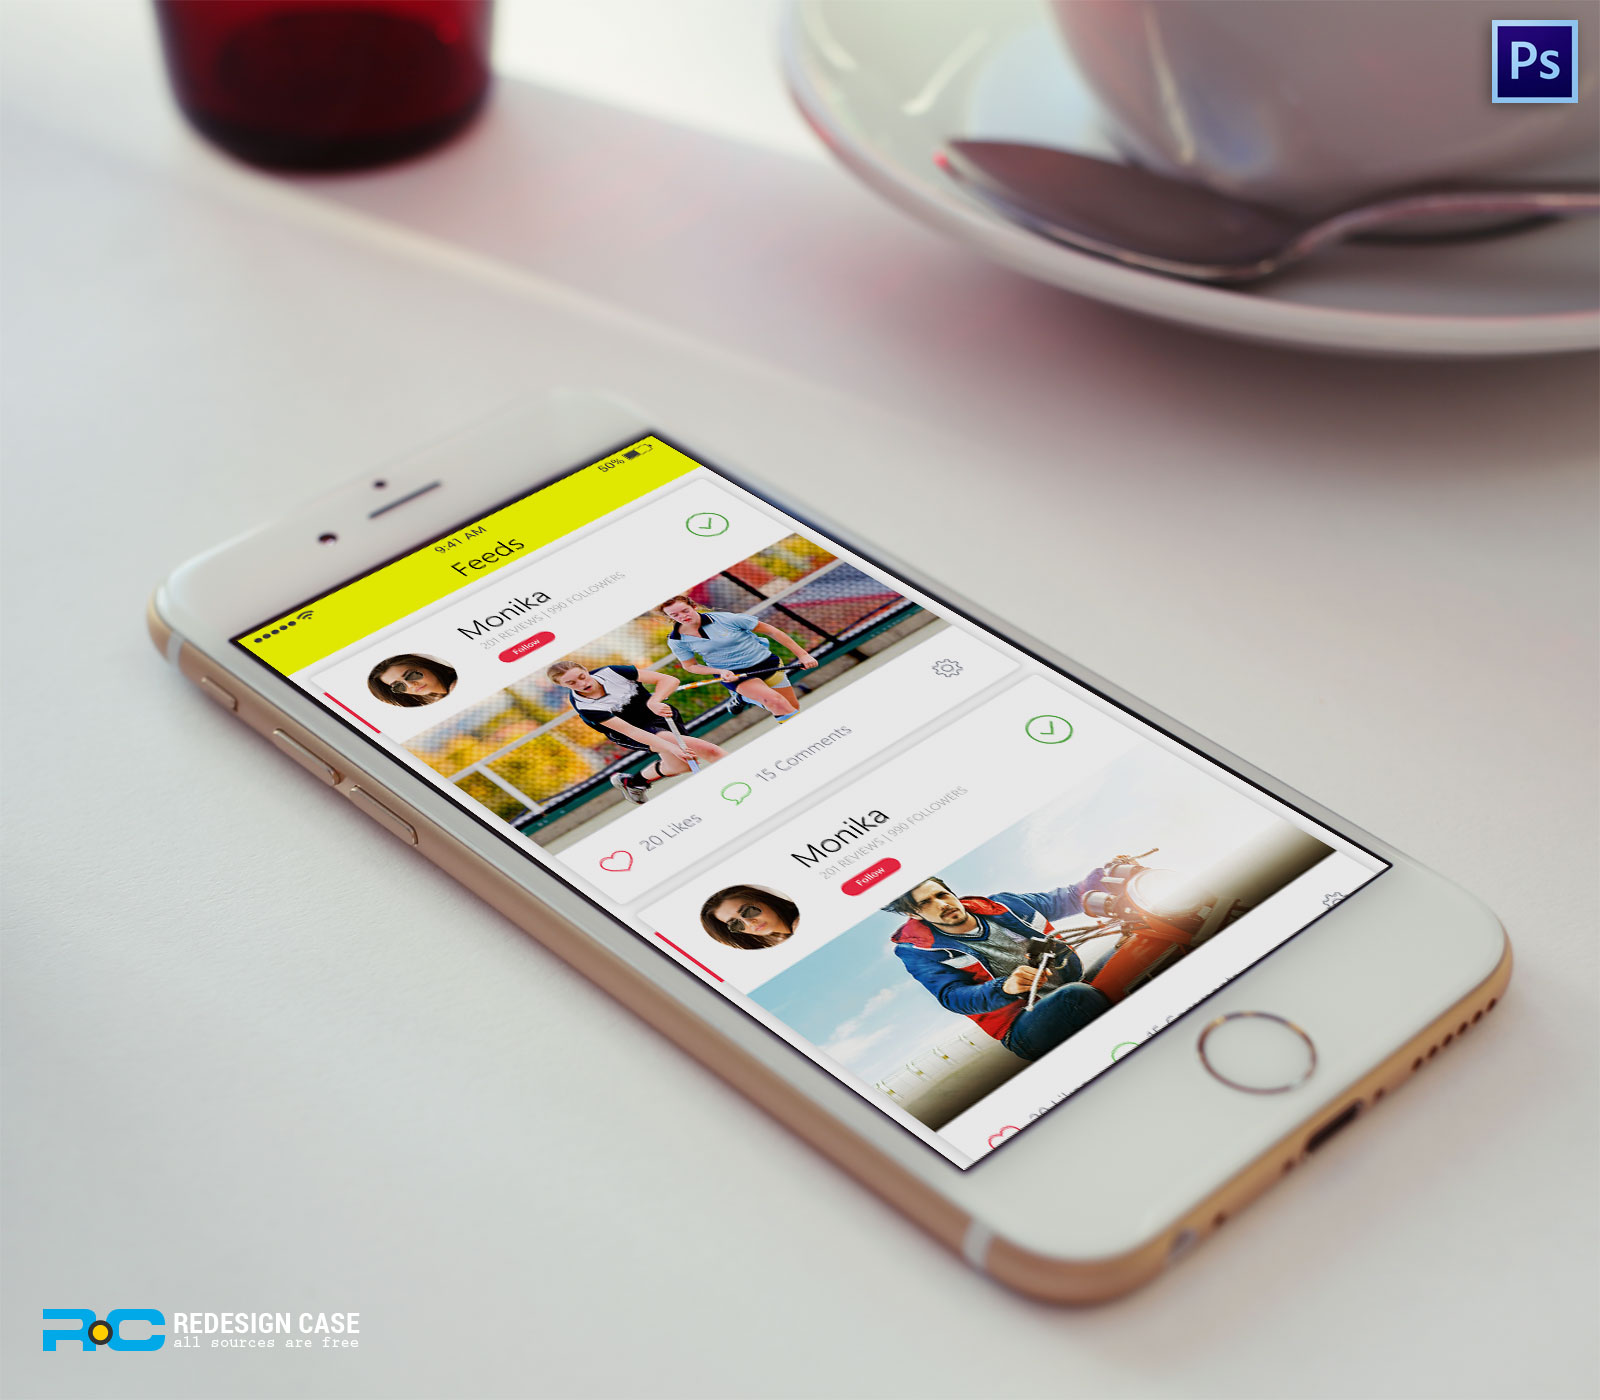 Ps
50%
9:41 AM
Feeds
Monika
201 REVIEWS | 990 FOLLOWERS
Follow
20 Likes
15 Comments
Monika
201 REVIEWS | 990 FOLLOWERS
Follow
RC REDESIGN CASE
all sources are free